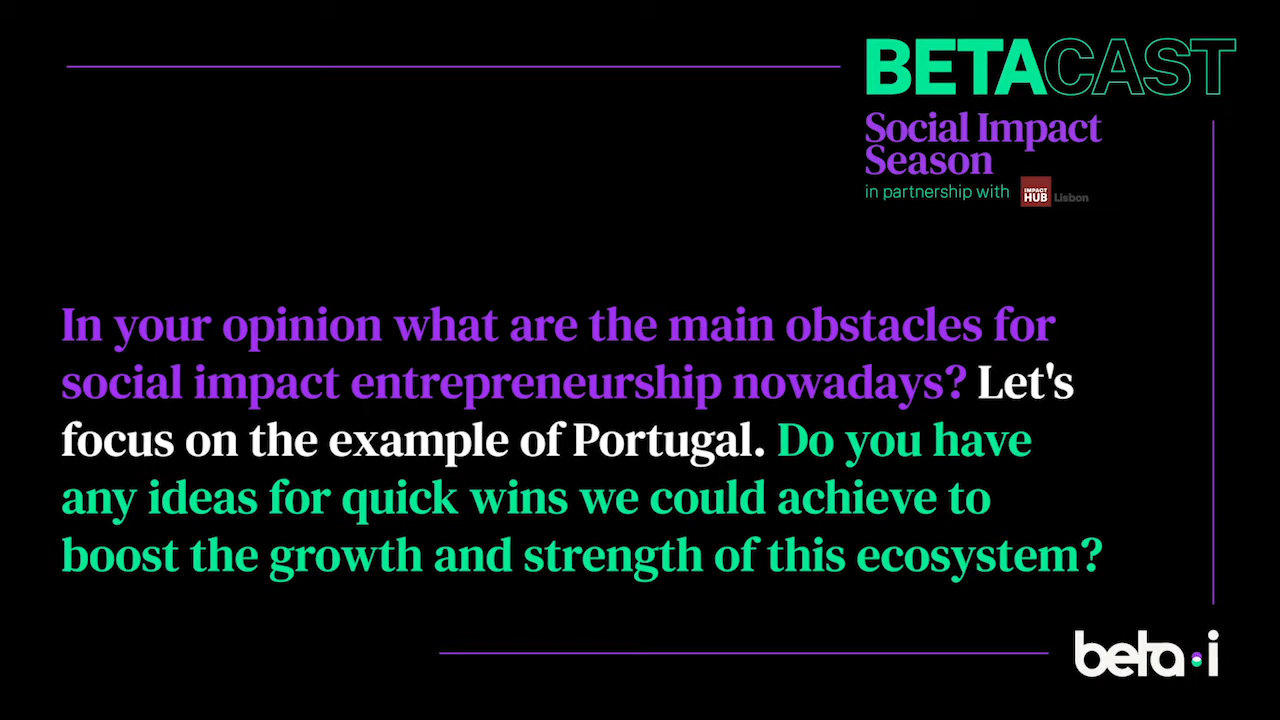 BETACAST
Social Impact
Season
in partnership with IMPACT HUB Lisbon
In your opinion what are the main obstacles for
social impact entrepreneurship nowadays? Let's
focus on the example of Portugal. Do you have
any ideas for quick wins we could achieve to
boost the growth and strength of this ecosystem?
beta-i